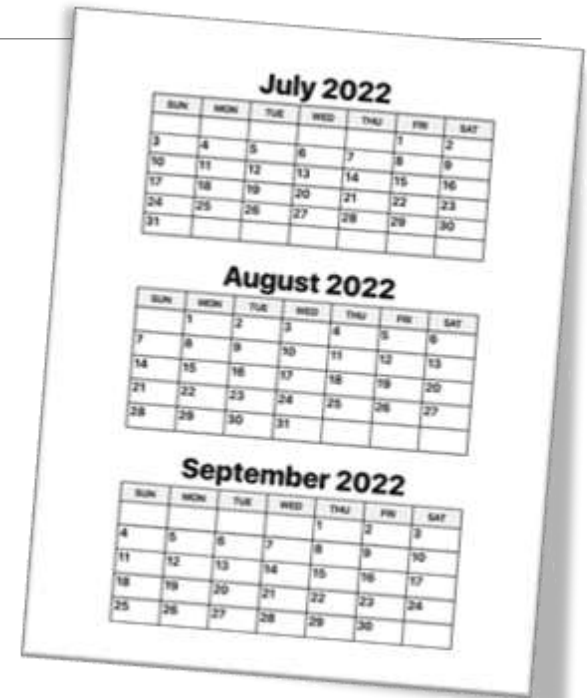 July 2022
SUN MON TUE WED THU FRI SAT
1 2
3 4 5 6 7 8 9
10 11 12 13 14 15 16
17 18 19 20 21 22 23
24 25 26 27 28 29 30
31
August 2022
SUN MON TUE WED THU FRI SAT
1 2 3 4 5 6
7 8 9 10 11 12 13
14 15 16 17 18 19 20
21 22 23 24 25 26 27
28 29 30 31
September 2022
SUN MON TUE WED THU FRI SAT
1 2 3
4 5 6 7 8 9 10
11 12 13 14 15 16 17
18 19 20 21 22 23 24
25 26 27 28 29 30